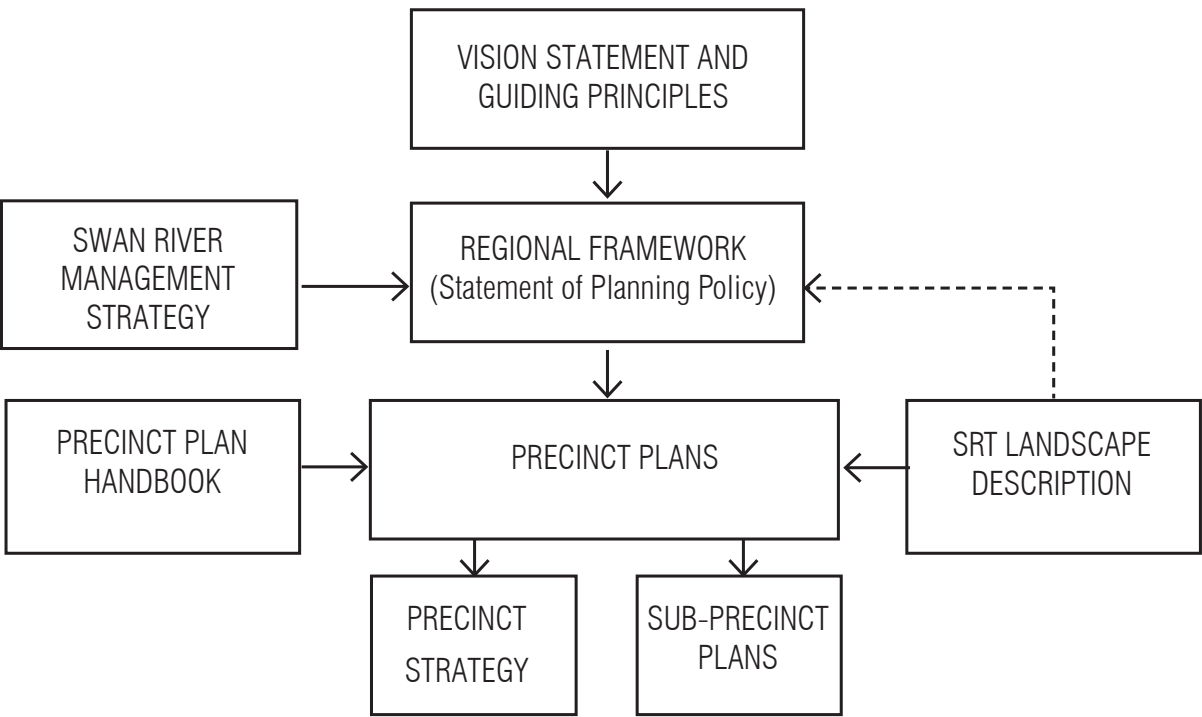 VISION STATEMENT AND
GUIDING PRINCIPLES
SWAN RIVER
MANAGEMENT
STRATEGY
REGIONAL FRAMEWORK
(Statement of Planning Policy)
PRECINCT PLAN
HANDBOOK
PRECINCT PLANS
SRT LANDSCAPE
DESCRIPTION
PRECINCT
STRATEGY
SUB-PRECINCT
PLANS